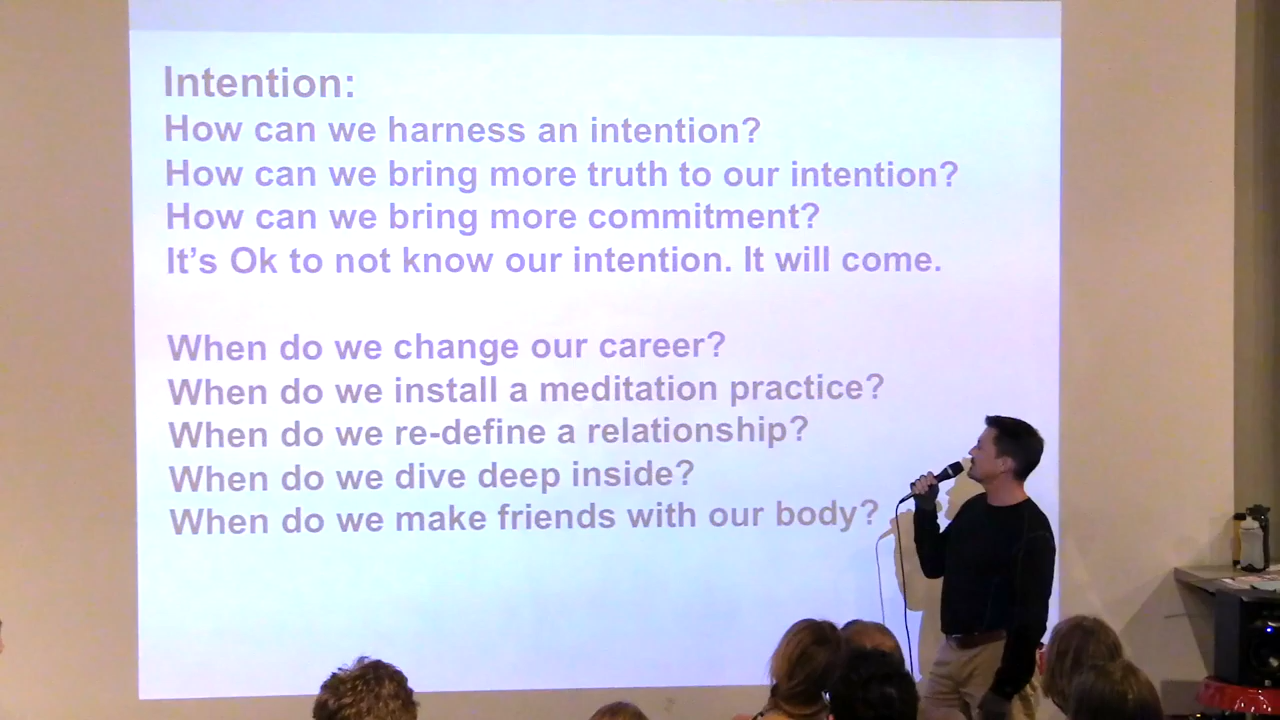 Intention:
How can we harness an intention?
How can we bring more truth to our intention?
How can we bring more commitment?
It’s Ok to not know our intention. It will come.
When do we change our career?
When do we install a meditation practice?
When do we re-define a relationship?
When do we dive deep inside?
When do we make friends with our body?